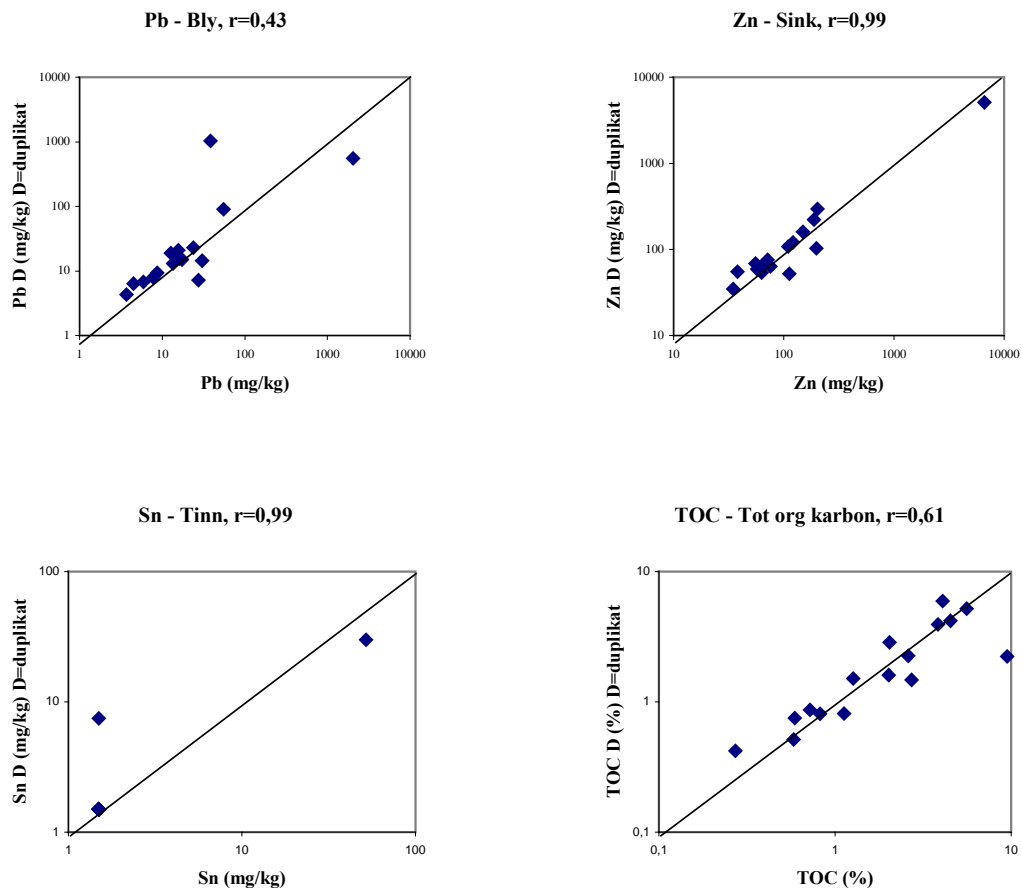 Pb - Bly, r=0,43
10000
1000
100
10
1
1
10
100
1000
10000
Pb D (mg/kg) D=duplikat
Pb (mg/kg)
Zn - Sink, r=0,99
10000
1000
100
10
10
100
1000
10000
Zn D (mg/kg) D=duplikat
Zn (mg/kg)
Sn - Tinn, r=0,99
100
10
1
1
10
100
Sn D (mg/kg) D=duplikat
Sn (mg/kg)
TOC - Tot org karbon, r=0,61
10
1
0,1
0,1
1
10
TOC D (%) D=duplikat
TOC (%)